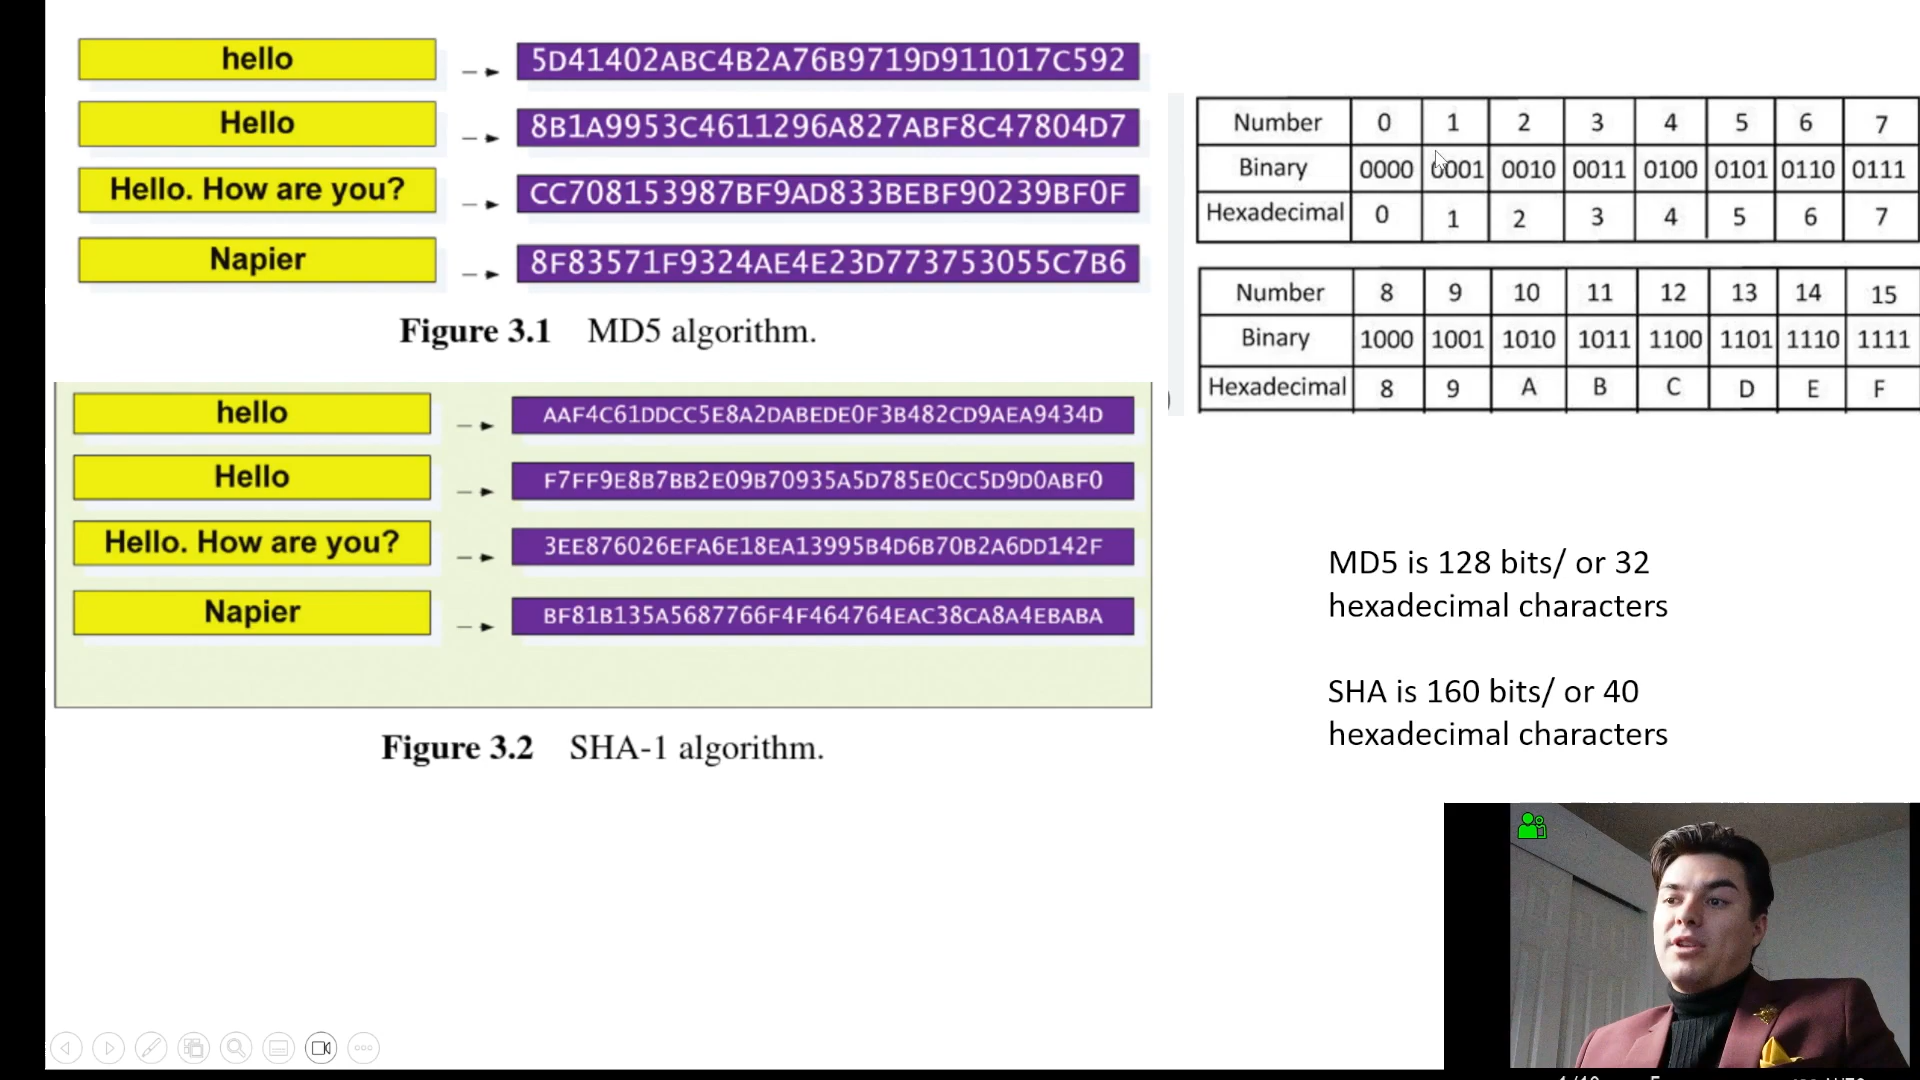 hello
5D41402ABC4B2A76B9719D911017C592
Hello
8B1A9953C4611296A827ABF8C47804D7
Hello. How are you?
CC708153987BF9AD833BEBF90239BF0F
Napier
8F83571F9324AE4E23D773753055C7B6
Figure 3.1 MD5 algorithm.
hello
AAF4C61DDCC5E8A2DABEDE0F3B482CD9AEA9434D
Hello
F7FF9E8B7BB2E09B70935A5D785E0CC5D9D0ABF0
Hello. How are you?
3EE876026EFA6E18EA13995B4D6B70B2A6DD142F
Napier
BF81B135A5687766F4F464764EAC38CA8A4EBABA
Figure 3.2 SHA-1 algorithm.
Number 0 1 2 3 4 5 6 7
Binary 0000 0001 0010 0011 0100 0101 0110 0111
Hexadecimal 0 1 2 3 4 5 6 7
Number 8 9 10 11 12 13 14 15
Binary 1000 1001 1010 1011 1100 1101 1110 1111
Hexadecimal 8 9 A B C D E F
MD5 is 128 bits/ or 32
hexadecimal characters
SHA is 160 bits/ or 40
hexadecimal characters